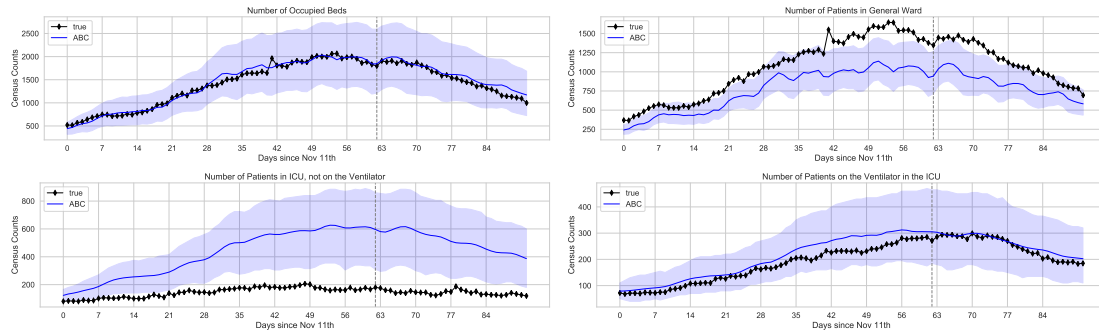 Number of Occupied Beds
true
ABC
Census Counts
2500
2000
1500
1000
500
0 7 14 21 28 35 42 49 56 63 70 77 84
Days since Nov 11th
Number of Patients in General Ward
true
ABC
Census Counts
1500
1250
1000
750
500
250
0 7 14 21 28 35 42 49 56 63 70 77 84
Days since Nov 11th
Number of Patients in ICU, not on the Ventilator
true
ABC
Census Counts
800
600
400
200
0 7 14 21 28 35 42 49 56 63 70 77 84
Days since Nov 11th
Number of Patients on the Ventilator in the ICU
true
ABC
Census Counts
400
300
200
100
0 7 14 21 28 35 42 49 56 63 70 77 84
Days since Nov 11th